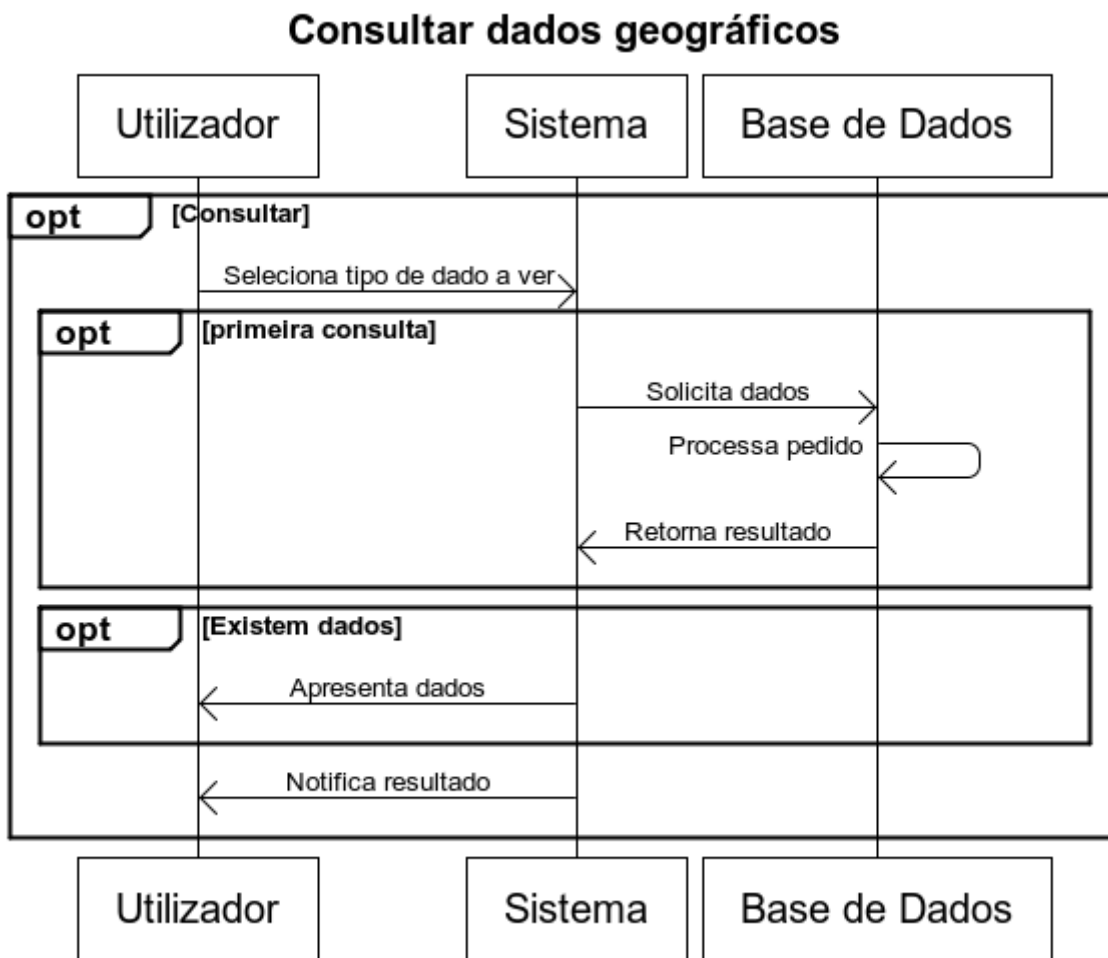 Consultar dados geográficos
Utilizador
Sistema
Base de Dados
opt
[Consultar]
Seleciona tipo de dado a ver
opt
[primeira consulta]
Solicita dados
Processa pedido
Retorna resultado
opt
[Existem dados]
Apresenta dados
Notifica resultado
Utilizador
Sistema
Base de Dados